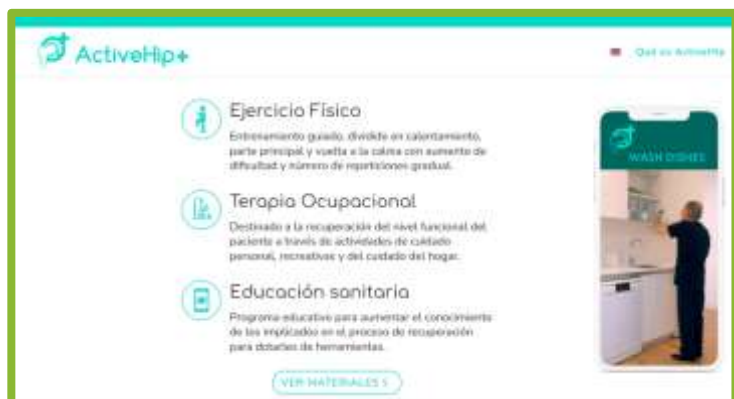 ActiveHip+
Qué es ActiveHip
Ejercicio Físico
Entrenamiento guiado, dividide en calentamiento,
parte principal y vuelta a la calma con aumento de
dificultad y número de repeticiones gradual.
WASH DISHES
Terapia Ocupacional
Destinado a la recuperación del nivel funcional del
paciente a través de actividades de cuidado
personal, recreativas y del cuidado del hogar.
Educación sanitaria
Programa educativo para aumentar el conocimiento
de los implicados en el proceso de recuperación
para dotarles de herramientas.
VER MATERIALES